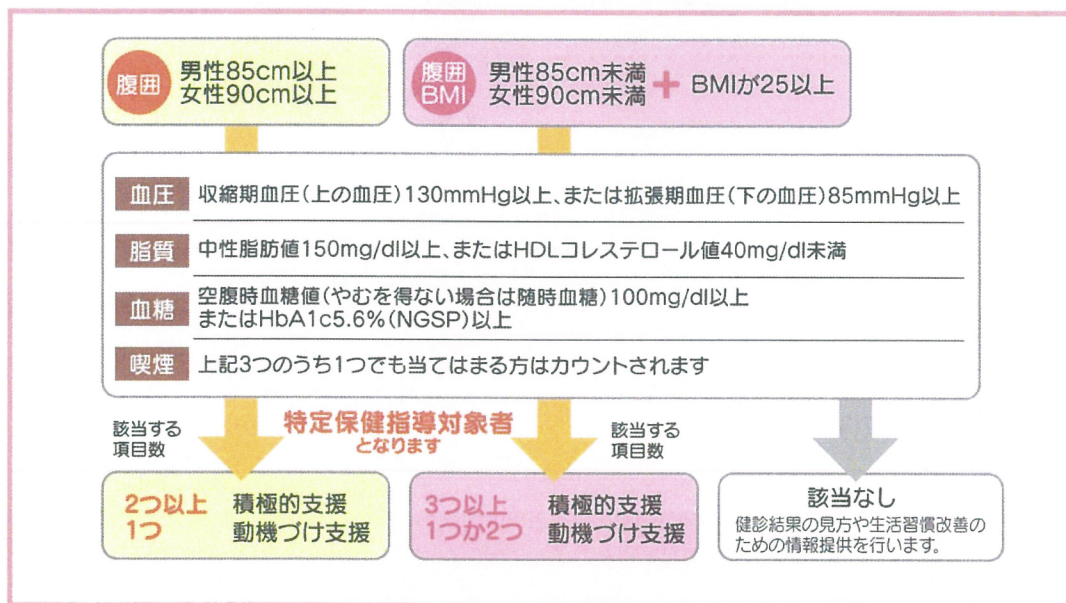 腹囲
男性85cm以上
女性90cm以上
腹囲
BMI
男性85cm未満
女性90cm未満
+
BMIが25以上
血圧 収縮期血圧(上の血圧)130mmHg以上、または拡張期血圧(下の血圧)85mmHg以上
脂質 中性脂肪値150mg/dl以上、またはHDLコレステロール値40mg/dl未満
血糖 空腹時血糖値(やむを得ない場合は随時血糖)100mg/dl以上
またはHbA1c5.6%(NGSP)以上
喫煙 上記3つのうち1つでも当てはまる方はカウントされます
該当する
項目数
特定保健指導対象者
となります
該当する
項目数
2つ以上 積極的支援
1つ 動機づけ支援
3つ以上 積極的支援
1つか2つ 動機づけ支援
該当なし
健診結果の見方や生活習慣改善の
ための情報提供を行います。